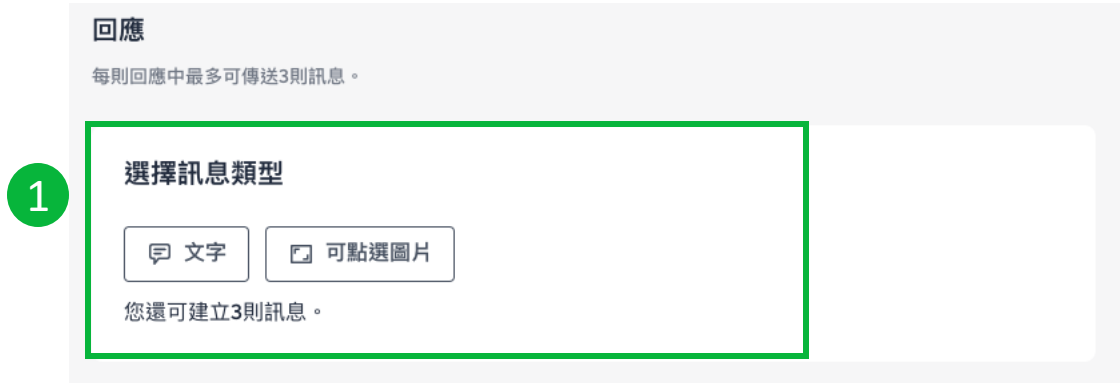 回應
每則回應中最多可傳送3則訊息。
選擇訊息類型
1
文字 可點選圖片
您還可建立3則訊息。